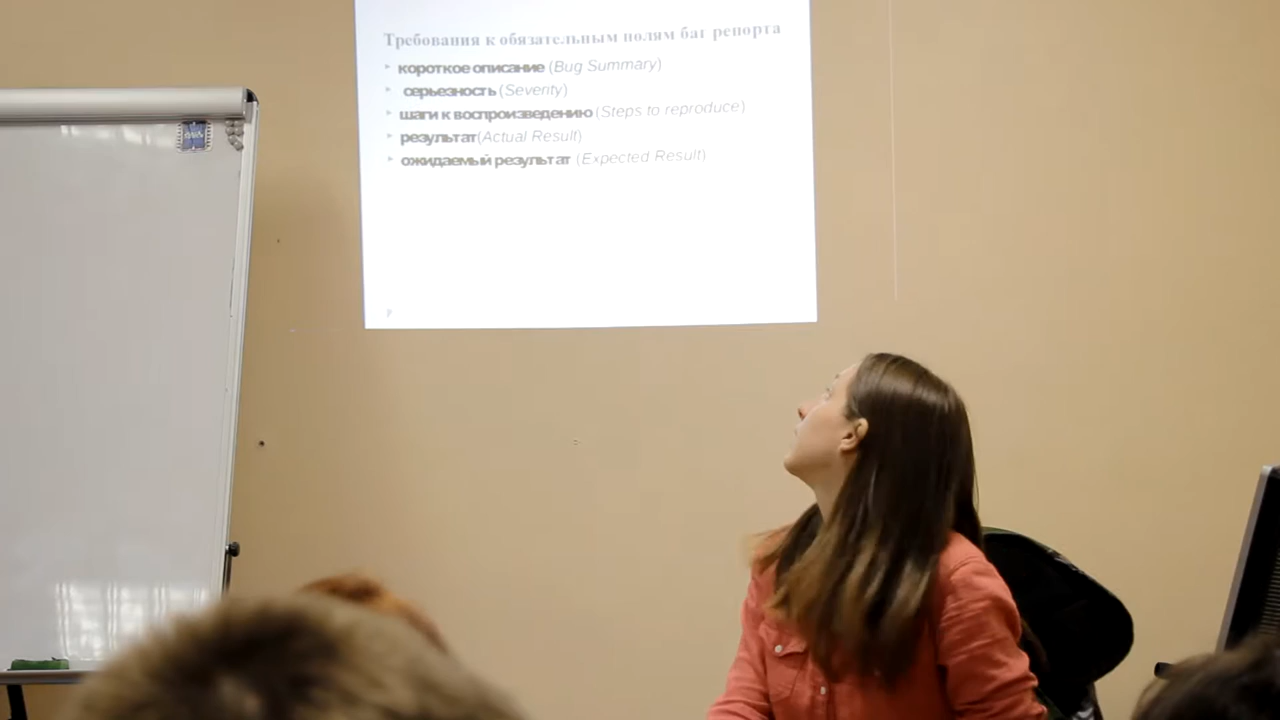 Требования к обязательным полям баг репорта
короткое описание (Bug Summary)
серьезность (Severity)
шаги к воспроизведению (Steps to reproduce)
результат(Actual Result)
ожидаемый результат (Expected Result)